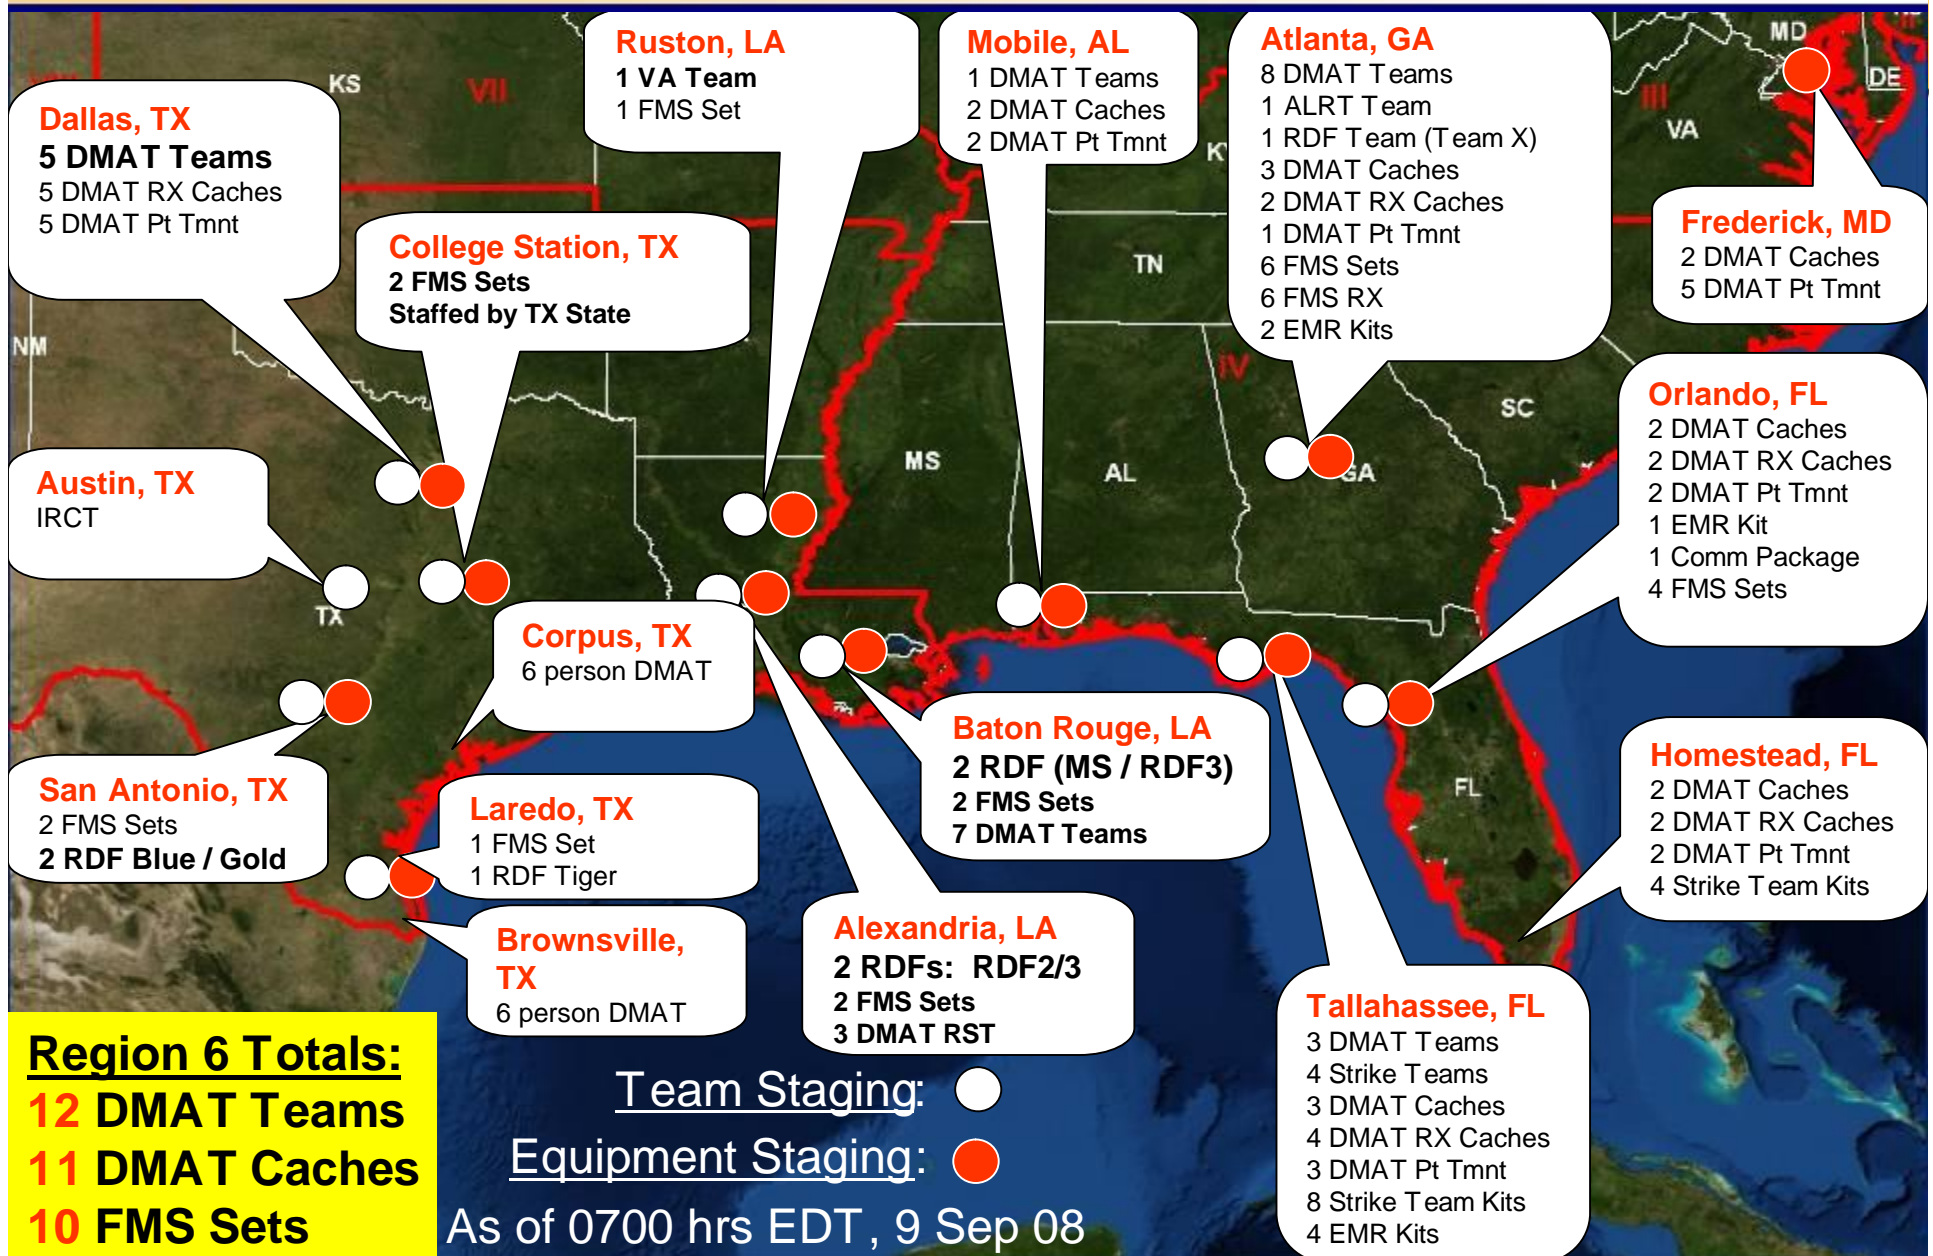 Ruston, LA
1 VA Team
1 FMS Set
Mobile, AL
1 DMAT Teams
2 DMAT Caches
2 DMAT Pt Tmnt
Atlanta, GA
8 DMAT Teams
1 ALRT Team
1 RDF Team (Team X)
3 DMAT Caches
2 DMAT RX Caches
1 DMAT Pt Tmnt
6 FMS Sets
6 FMS RX
2 EMR Kits
MD
DE
III
VA
KS
VII
Dallas, TX
5 DMAT Teams
5 DMAT RX Caches
5 DMAT Pt Tmnt
College Station, TX
2 FMS Sets
Staffed by TX State
Frederick, MD
2 DMAT Caches
5 DMAT Pt Tmnt
TN
NM
IV
SC
Orlando, FL
2 DMAT Caches
2 DMAT RX Caches
2 DMAT Pt Tmnt
1 EMR Kit
1 Comm Package
4 FMS Sets
Austin, TX
IRCT
MS
AL
GA
TX
Corpus, TX
6 person DMAT
Baton Rouge, LA
2 RDF (MS / RDF3)
2 FMS Sets
7 DMAT Teams
FL
Homestead, FL
2 DMAT Caches
2 DMAT RX Caches
2 DMAT Pt Tmnt
4 Strike Team Kits
San Antonio, TX
2 FMS Sets
2 RDF Blue / Gold
Laredo, TX
1 FMS Set
1 RDF Tiger
Brownsville,
TX
6 person DMAT
Alexandria, LA
2 RDFs: RDF2/3
2 FMS Sets
3 DMAT RST
Tallahassee, FL
3 DMAT Teams
4 Strike Teams
3 DMAT Caches
4 DMAT RX Caches
3 DMAT Pt Tmnt
8 Strike Team Kits
4 EMR Kits
Region 6 Totals:
12 DMAT Teams
11 DMAT Caches
10 FMS Sets
Team Staging:
Equipment Staging:
As of 0700 hrs EDT, 9 Sep 08